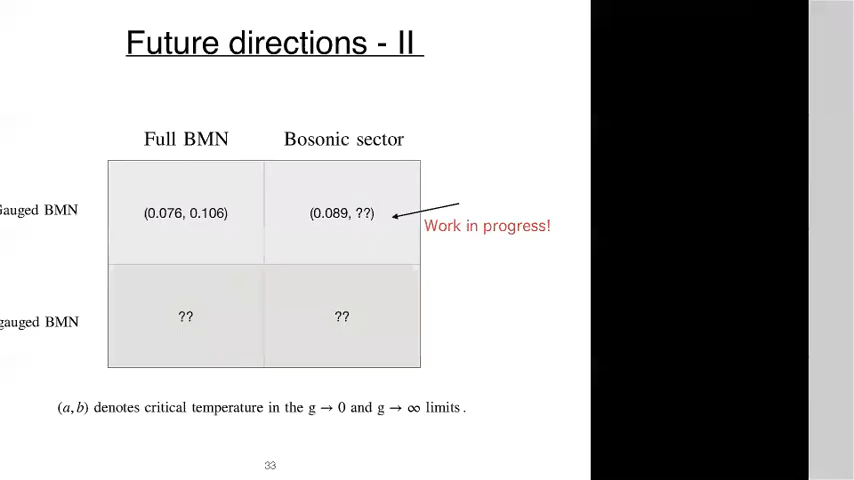 Future directions - II
Full BMN Bosonic sector
Gauged BMN (0.076, 0.106) (0.089, ??)
Work in progress!
gauged BMN ?? ??
(a, b) denotes critical temperature in the g → 0 and g → ∞ limits .
33